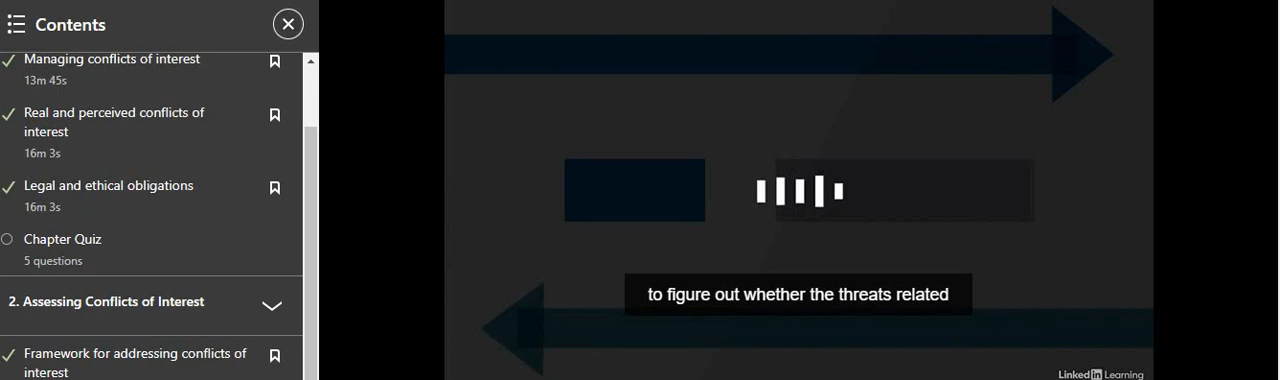 Contents
Managing conflicts of interest
13m 45s
Real and perceived conflicts of
interest
16m 3s
Legal and ethical obligations
16m 3s
Chapter Quiz
5 questions
2. Assessing Conflicts of Interest
Framework for addressing conflicts of
interest
to figure out whether the threats related
Linked in Learning